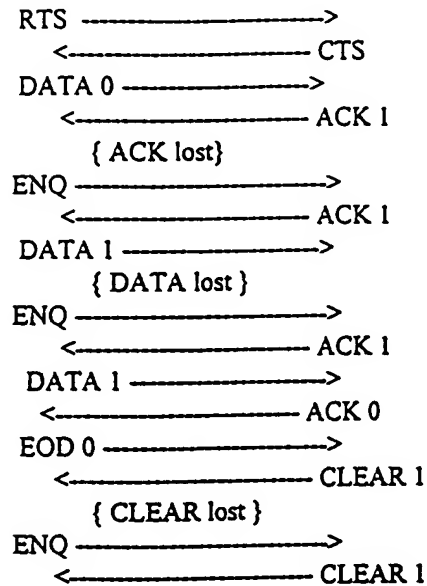 RTS ---------------------->
<---------------------- CTS
DATA 0 ------------------>
<---------------------- ACK 1
{ ACK lost}
ENQ ---------------------->
<---------------------- ACK 1
DATA 1 ------------------>
{ DATA lost }
ENQ ---------------------->
<---------------------- ACK 1
DATA 1 ------------------>
<---------------------- ACK 0
EOD 0 ------------------->
<---------------------- CLEAR 1
{ CLEAR lost }
ENQ ---------------------->
<---------------------- CLEAR 1